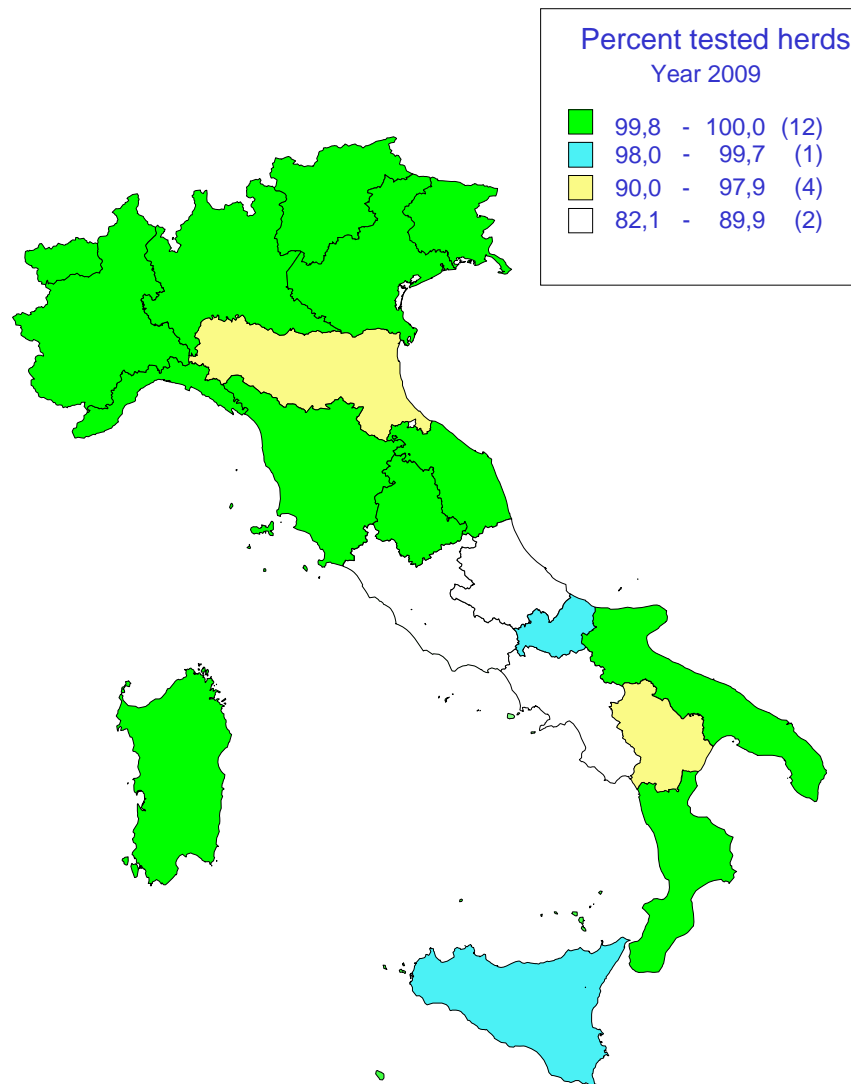 Percent tested herds
Year 2009
99,8 - 100,0 (12)
98,0 - 99,7 (1)
90,0 - 97,9 (4)
82,1 - 89,9 (2)